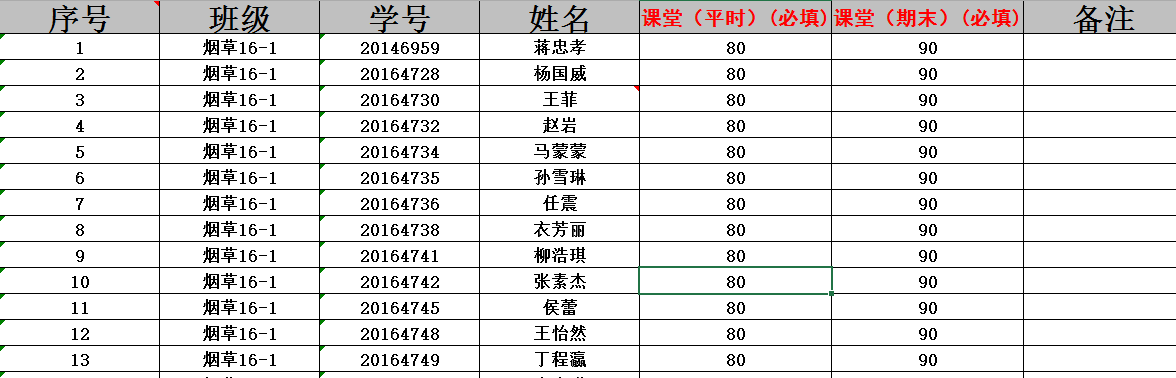 序号 班级 学号 姓名 课堂（平时）(必填) 课堂（期末）(必填) 备注
1 烟草16-1 20146959 蒋忠孝 80 90
2 烟草16-1 20164728 杨国威 80 90
3 烟草16-1 20164730 王菲 80 90
4 烟草16-1 20164732 赵岩 80 90
5 烟草16-1 20164734 马蒙蒙 80 90
6 烟草16-1 20164735 孙雪琳 80 90
7 烟草16-1 20164736 任震 80 90
8 烟草16-1 20164738 衣芳丽 80 90
9 烟草16-1 20164741 柳浩琪 80 90
10 烟草16-1 20164742 张素杰 80 90
11 烟草16-1 20164745 侯蕾 80 90
12 烟草16-1 20164748 王怡然 80 90
13 烟草16-1 20164749 丁程瀛 80 90